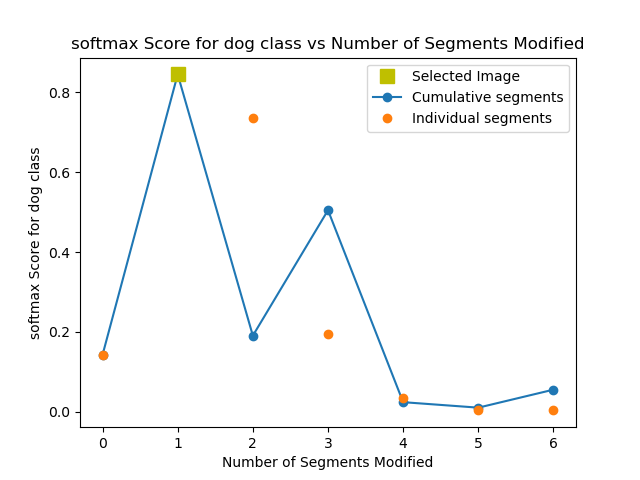 softmax Score for dog class vs Number of Segments Modified
Selected Image
Cumulative segments
Individual segments
softmax Score for dog class
0.8
0.6
0.4
0.2
0.0
0 1 2 3 4 5 6
Number of Segments Modified